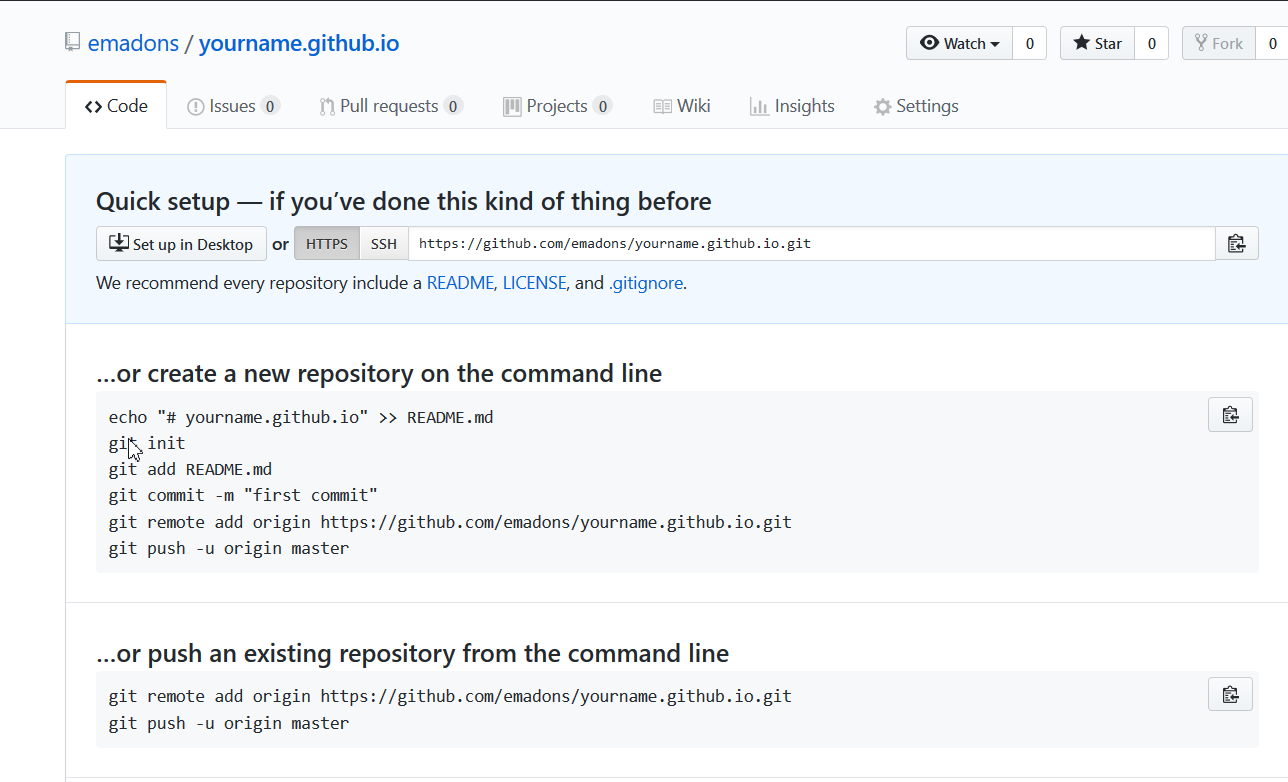 emadons / yourname.github.io
Watch 0 Star 0 Fork 0
Code Issues 0 Pull requests 0 Projects 0 Wiki Insights Settings
Quick setup — if you’ve done this kind of thing before
Set up in Desktop or HTTPS SSH https://github.com/emadons/yourname.github.io.git
We recommend every repository include a README, LICENSE, and .gitignore.
…or create a new repository on the command line
echo "# yourname.github.io" >> README.md
git init
git add README.md
git commit -m "first commit"
git remote add origin https://github.com/emadons/yourname.github.io.git
git push -u origin master
…or push an existing repository from the command line
git remote add origin https://github.com/emadons/yourname.github.io.git
git push -u origin master